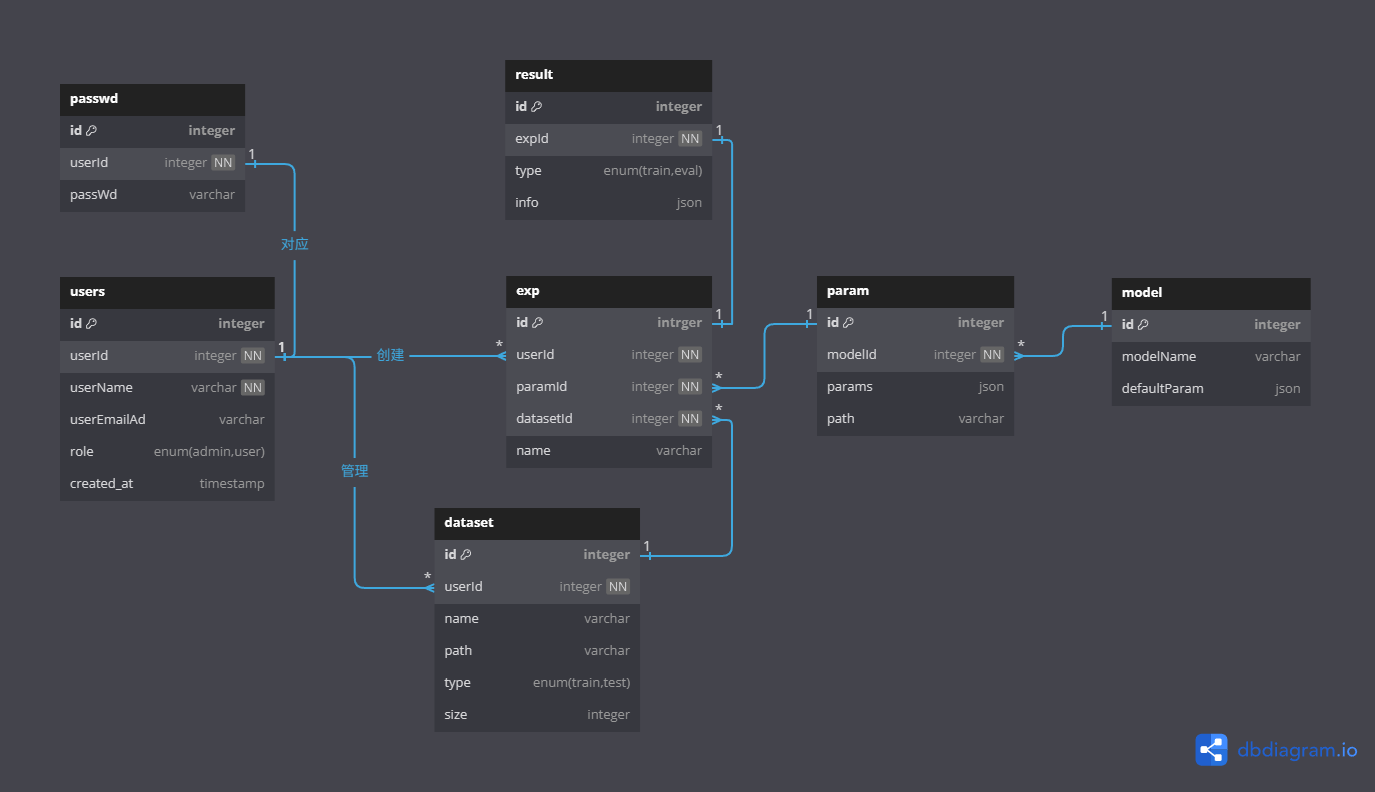 passwd
id integer
userId integer NN
passWd varchar
1
对应
users
id integer
userId integer NN
userName varchar NN
userEmailAd varchar
role enum(admin,user)
created_at timestamp
1
创建
*
管理
*
result
id integer
expId integer NN
type enum(train,eval)
info json
1
exp
id intrger
userId integer NN
paramId integer NN
datasetId integer NN
name varchar
1
*
*
dataset
id integer
userId integer NN
name varchar
path varchar
type enum(train,test)
size integer
1
param
id integer
modelId integer NN
params json
path varchar
1
*
model
id integer
modelName varchar
defaultParam json
1
dbdiagram.io